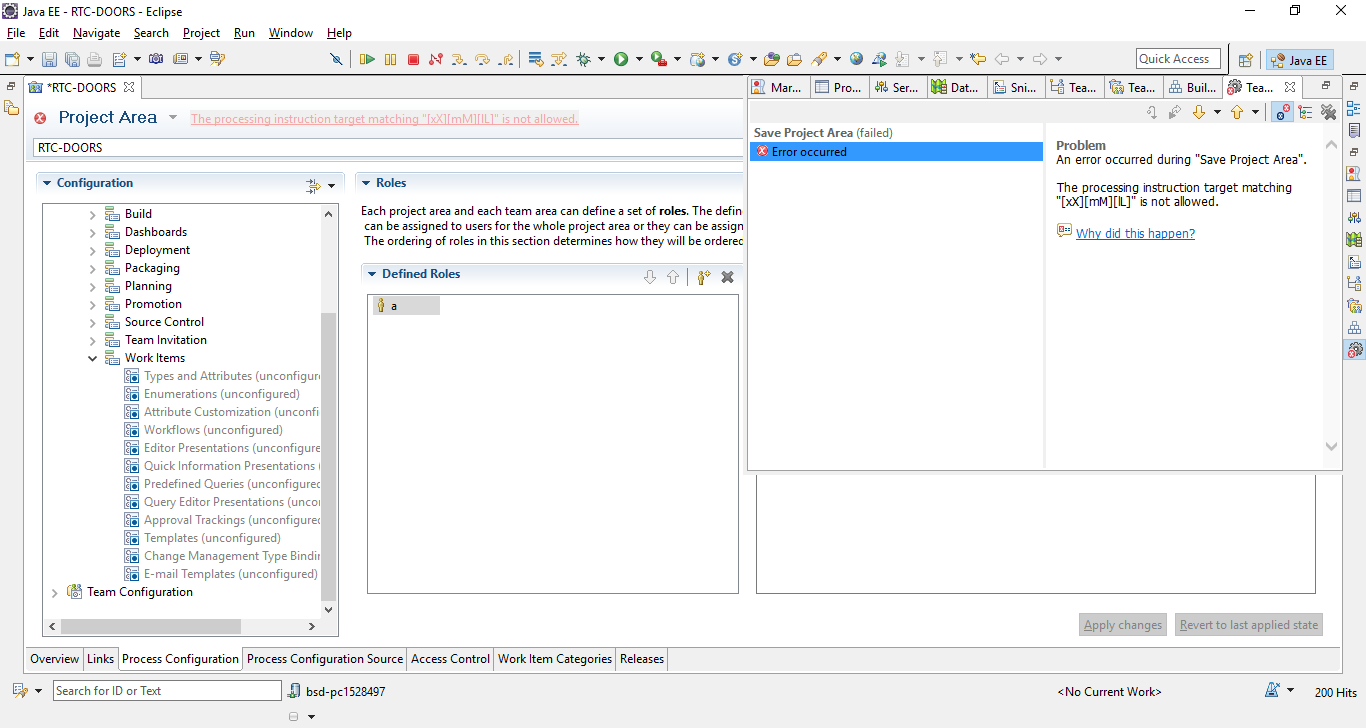 Java EE - RTC-DOORS - Eclipse
File Edit Navigate Search Project Run Window Help
Quick Access
Java EE
*RTC-DOORS
Mar...
Pro...
Ser...
Dat...
Sni...
Tea...
Tea...
Buil...
Tea...
Project Area
The processing instruction target matching "[xX][mM][lL]" is not allowed.
RTC-DOORS
Save Project Area (failed)
Error occurred
Problem
An error occurred during "Save Project Area".
The processing instruction target matching
"[xX][mM][lL]" is not allowed.
Why did this happen?
Configuration
Build
Dashboards
Deployment
Packaging
Planning
Promotion
Source Control
Team Invitation
Work Items
Types and Attributes (unconfigure
Enumerations (unconfigured)
Attribute Customization (unconfi
Workflows (unconfigured)
Editor Presentations (unconfigure
Quick Information Presentations (
Predefined Queries (unconfigured
Query Editor Presentations (uncon
Approval Trackings (unconfigured
Templates (unconfigured)
Change Management Type Bindin
E-mail Templates (unconfigured)
Team Configuration
Roles
Each project area and each team area can define a set of roles. The defin
can be assigned to users for the whole project area or they can be assign
The ordering of roles in this section determines how they will be ordered
Defined Roles
a
Apply changes
Revert to last applied state
Overview Links Process Configuration Process Configuration Source Access Control Work Item Categories Releases
Search for ID or Text
bsd-pc1528497
<No Current Work>
200 Hits